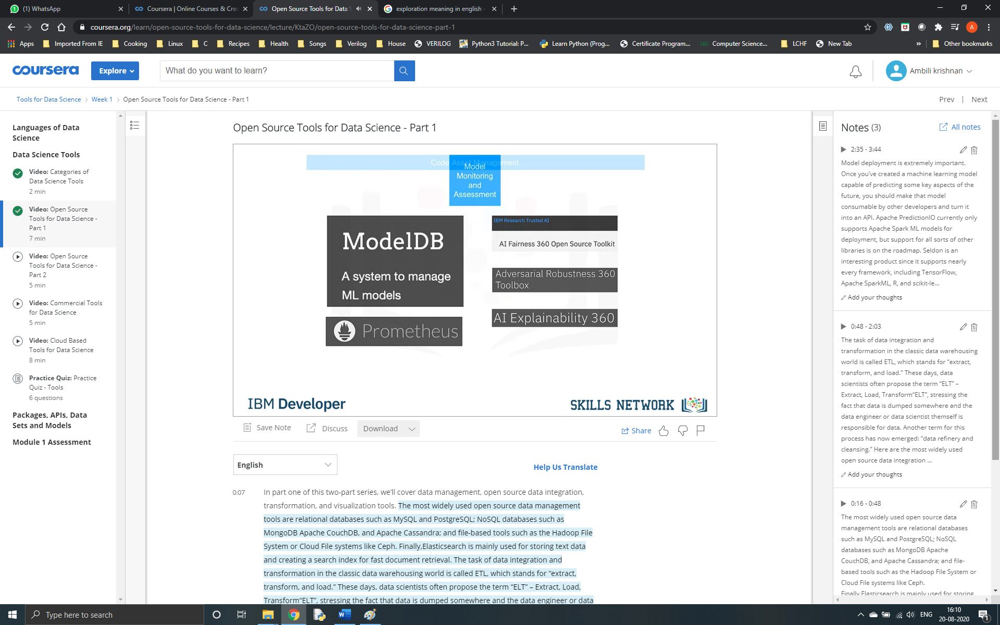 (1) WhatsApp
Coursera | Online Courses & Cre
Open Source Tools for Data S
exploration meaning in english -
coursera.org/learn/open-source-tools-for-data-science/lecture/KtaZO/open-source-tools-for-data-science-part-1
A
Apps
Imported From IE
Cooking
Linux
C
Recipes
Health
Songs
Verilog
House
VERILOG
Python3 Tutorial: P...
Learn Python (Prog...
Certificate Program...
Computer Science...
LCHF
New Tab
»
Other bookmarks
coursera
Explore
What do you want to learn?
Ambili krishnan
Tools for Data Science > Week 1 > Open Source Tools for Data Science - Part 1
Prev | Next
Languages of Data
Science
Data Science Tools
Video: Categories of
Data Science Tools
2 min
Video: Open Source
Tools for Data Science -
Part 1
7 min
Video: Open Source
Tools for Data Science -
Part 2
5 min
Video: Commercial Tools
for Data Science
5 min
Video: Cloud Based
Tools for Data Science
8 min
Practice Quiz: Practice
Quiz - Tools
6 questions
Packages, APIs, Data
Sets and Models
Module 1 Assessment
Open Source Tools for Data Science - Part 1
Code Asset Management
Model
Monitoring
and
Assessment
ModelDB
A system to manage
ML models
Prometheus
IBM Research Trusted AI
AI Fairness 360 Open Source Toolkit
Adversarial Robustness 360
Toolbox
AI Explainability 360
IBM Developer
SKILLS NETWORK
Save Note
Discuss
Download
Share
English
Help Us Translate
0:07
In part one of this two-part series, we'll cover data management, open source data integration,
transformation, and visualization tools. The most widely used open source data management
tools are relational databases such as MySQL and PostgreSQL; NoSQL databases such as
MongoDB Apache CouchDB, and Apache Cassandra; and file-based tools such as the Hadoop File
System or Cloud File systems like Ceph. Finally,Elasticsearch is mainly used for storing text data
and creating a search index for fast document retrieval. The task of data integration and
transformation in the classic data warehousing world is called ETL, which stands for “extract,
transform, and load.” These days, data scientists often propose the term “ELT” – Extract, Load,
Transform“ELT”, stressing the fact that data is dumped somewhere and the data engineer or data
Notes (3)
All notes
2:35 - 3:44
Model deployment is extremely important.
Once you’ve created a machine learning model
capable of predicting some key aspects of the
future, you should make that model
consumable by other developers and turn it
into an API. Apache PredictionIO currently only
supports Apache Spark ML models for
deployment, but support for all sorts of other
libraries is on the roadmap. Seldon is an
interesting product since it supports nearly
every framework, including TensorFlow,
Apache SparkML, R, and scikit-le...
Add your thoughts
0:48 - 2:03
The task of data integration and
transformation in the classic data warehousing
world is called ETL, which stands for “extract,
transform, and load.” These days, data
scientists often propose the term “ELT” –
Extract, Load, Transform“ELT”, stressing the
fact that data is dumped somewhere and the
data engineer or data scientist themself is
responsible for data. Another term for this
process has now emerged: “data refinery and
cleansing.” Here are the most widely used
open source data integration ...
Add your thoughts
0:16 - 0:48
The most widely used open source data
management tools are relational databases
such as MySQL and PostgreSQL; NoSQL
databases such as MongoDB Apache
CouchDB, and Apache Cassandra; and file-
based tools such as the Hadoop File System or
Cloud File systems like Ceph.
Finally,Elasticsearch is mainly used for storing
Type here to search
ENG
16:10
20-08-2020
1